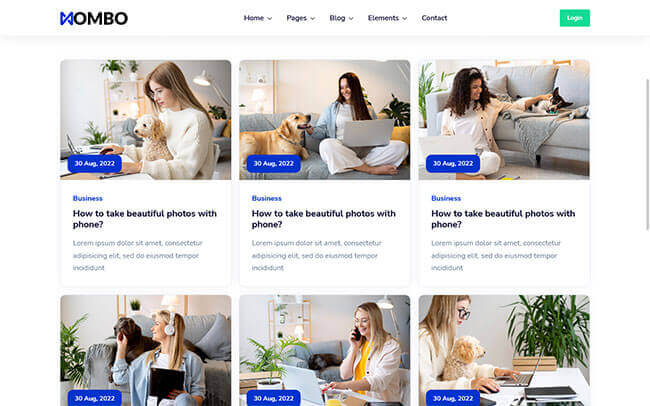 MOMBO
Home Pages Blog Elements Contact
Login
30 Aug, 2022 30 Aug, 2022 30 Aug, 2022
Business Business Business
How to take beautiful photos with How to take beautiful photos with How to take beautiful photos with
phone? phone? phone?
Lorem ipsum dolor sit amet, consectetur Lorem ipsum dolor sit amet, consectetur Lorem ipsum dolor sit amet, consectetur
adipisicing elit, sed do eiusmod tempor adipisicing elit, sed do eiusmod tempor adipisicing elit, sed do eiusmod tempor
incididunt incididunt incididunt
30 Aug, 2022 30 Aug, 2022 30 Aug, 2022